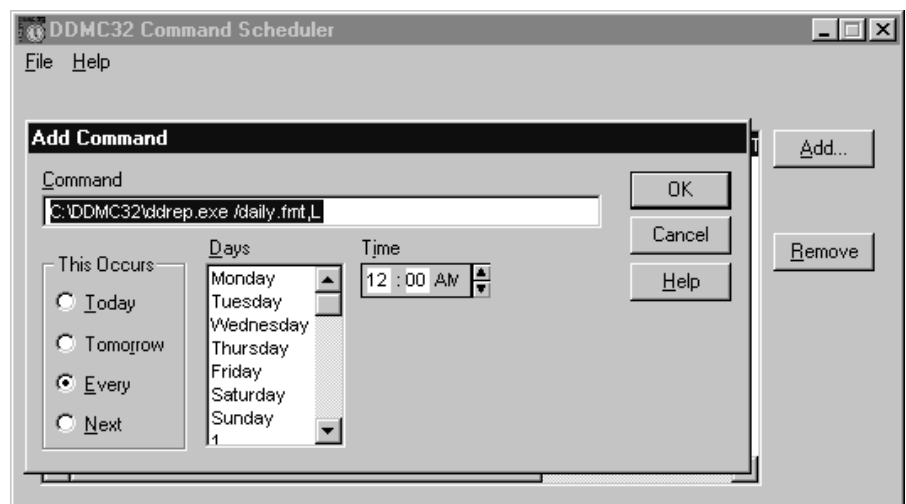 DDMC32 Command Scheduler
File Help
Add Command
Add...
Command
OK
C:\DDMC32\ddrep.exe /daily.fmt,L
Cancel
Days Time
Remove
This Occurs
Monday
12 : 00 AM
Help
Today
Tuesday
Wednesday
Tomorrow
Thursday
Friday
Every
Saturday
Sunday
Next
1